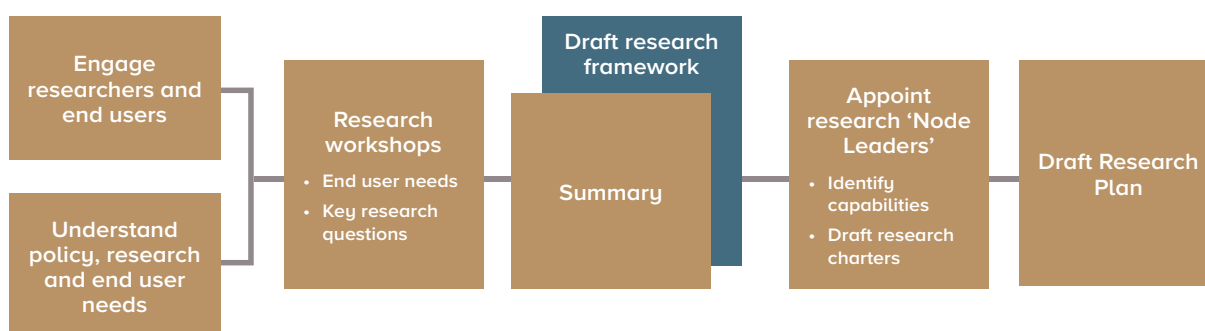 Engage
researchers and
end users
Understand
policy, research
and end user
needs
Research
workshops
• End user needs
• Key research
questions
Draft research
framework
Summary
Appoint
research ‘Node
Leaders’
• Identify
capabilities
• Draft research
charters
Draft Research
Plan